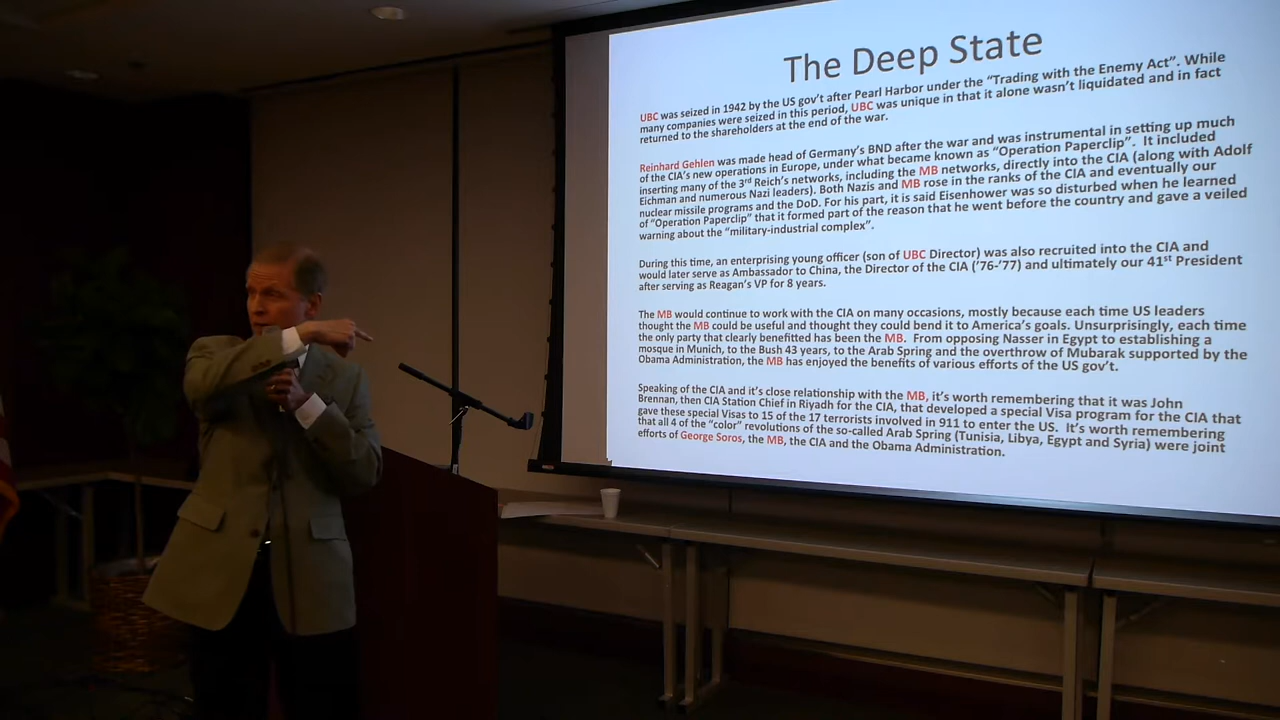 The Deep State
UBC was seized in 1942 by the US gov't after Pearl Harbor under the "Trading with the Enemy Act". While
many companies were seized in this period, UBC was unique in that it alone wasn't liquidated and in fact
returned to the shareholders at the end of the war.
Reinhard Gehlen was made head of Germany's BND after the war and was instrumental in setting up much
of the CIA's new operations in Europe, under what became known as "Operation Paperclip". It included
inserting many of the 3rd Reich's networks, including the MB networks, directly into the CIA (along with Adolf
Eichman and numerous Nazi leaders). Both Nazis and MB rose in the ranks of the CIA and eventually our
nuclear missile programs and the DoD. For his part, it is said Eisenhower was so disturbed when he learned
of "Operation Paperclip" that it formed part of the reason that he went before the country and gave a veiled
warning about the "military-industrial complex".
During this time, an enterprising young officer (son of UBC Director) was also recruited into the CIA and
would later serve as Ambassador to China, the Director of the CIA ('76-'77) and ultimately our 41st President
after serving as Reagan's VP for 8 years.
The MB would continue to work with the CIA on many occasions, mostly because each time US leaders
thought the MB could be useful and thought they could bend it to America's goals. Unsurprisingly, each time
the only party that clearly benefitted has been the MB. From opposing Nasser in Egypt to establishing a
mosque in Munich, to the Bush 43 years, to the Arab Spring and the overthrow of Mubarak supported by the
Obama Administration, the MB has enjoyed the benefits of various efforts of the US gov't.
Speaking of the CIA and it's close relationship with the MB, it's worth remembering that it was John
Brennan, then CIA Station Chief in Riyadh for the CIA, that developed a special Visa program for the CIA that
gave these special Visas to 15 of the 17 terrorists involved in 911 to enter the US. It's worth remembering
that all 4 of the "color" revolutions of the so-called Arab Spring (Tunisia, Libya, Egypt and Syria) were joint
efforts of George Soros, the MB, the CIA and the Obama Administration.